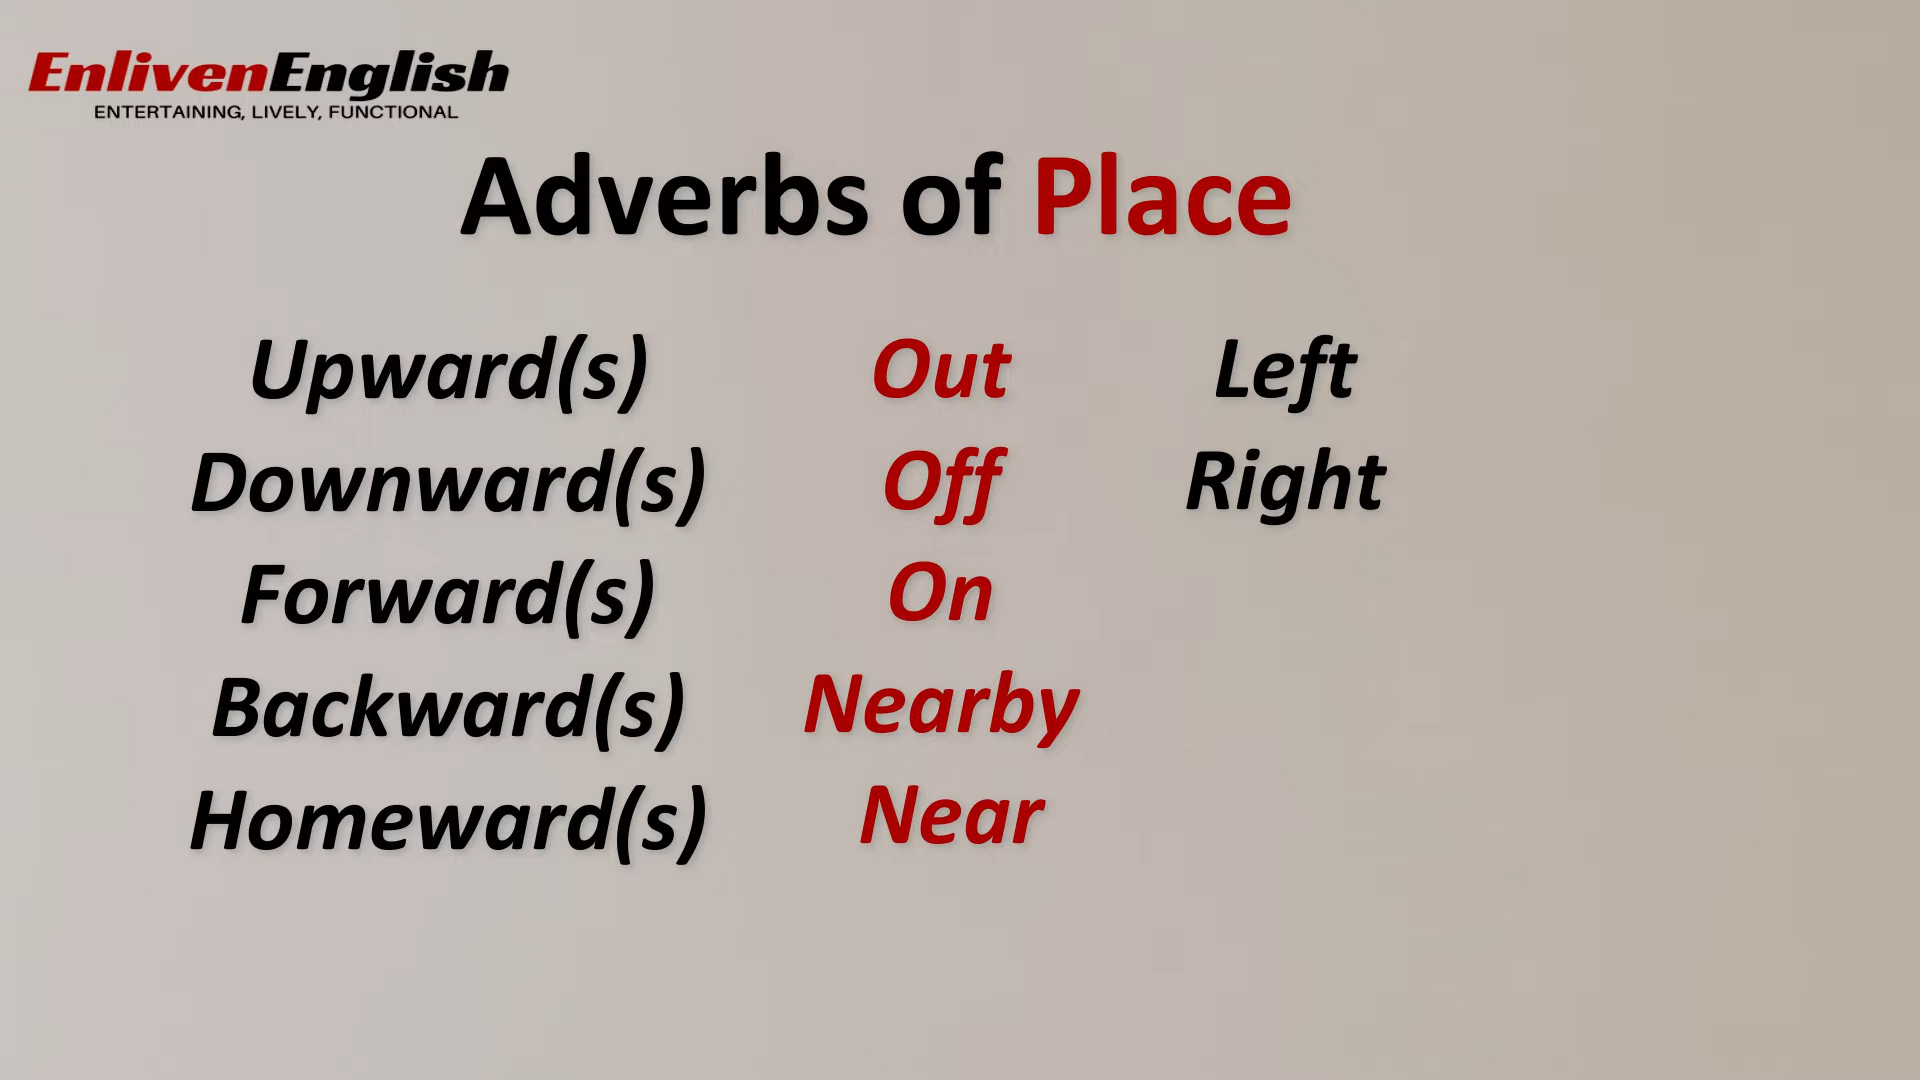 EnlivenEnglish
ENTERTAINING, LIVELY, FUNCTIONAL
Adverbs of Place
Upward(s)
Downward(s)
Forward(s)
Backward(s)
Homeward(s)
Out
Off
On
Nearby
Near
Left
Right